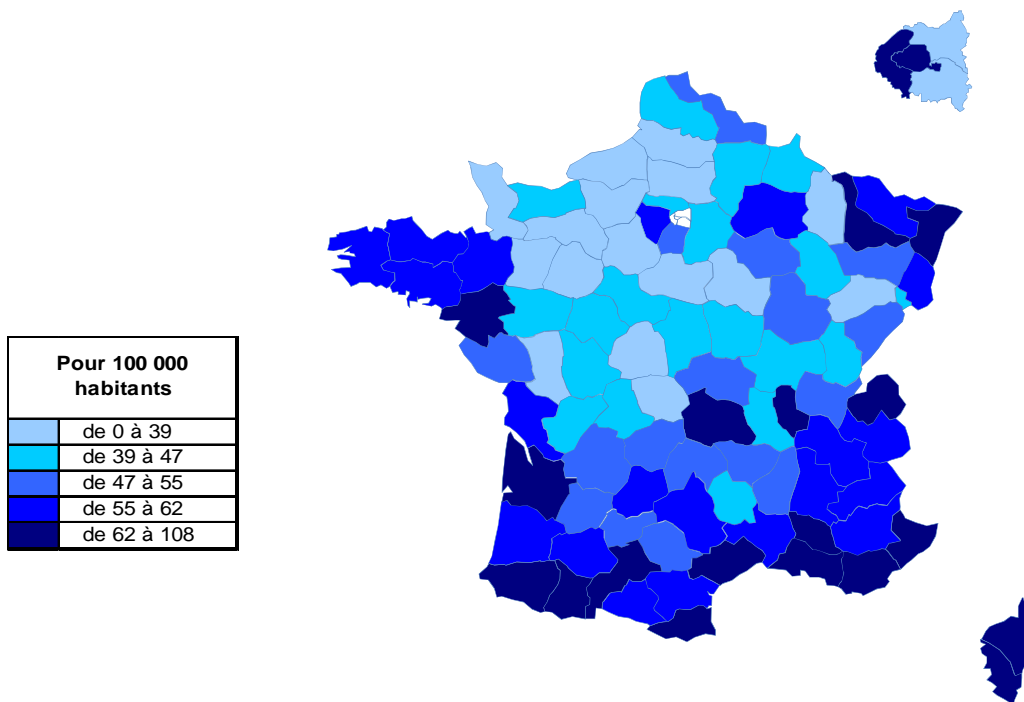 Pour 100 000
habitants
de 0 à 39
de 39 à 47
de 47 à 55
de 55 à 62
de 62 à 108